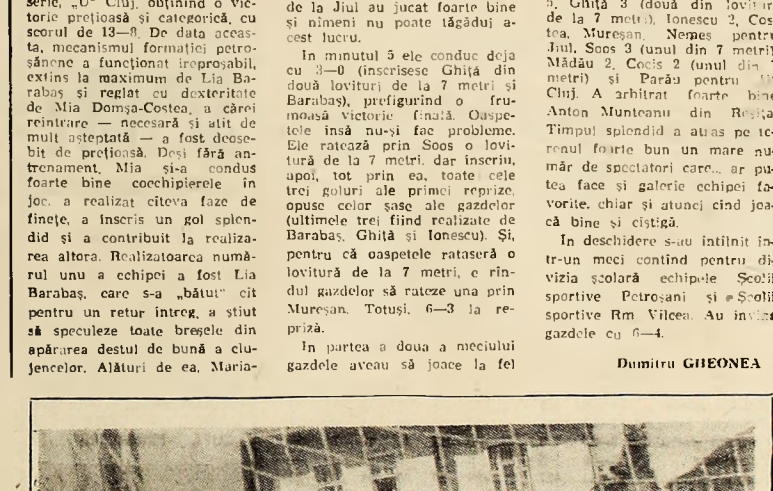 serie, „U" Cluj, obținînd o vic-
torie prețioasă și categorică, cu
scorul de 13—8. De data aceas-
ta, mecanismul formației petro-
șănene a funcționat ireproșabil,
extins la maximum de Lia Ba-
rabaș și reglat cu dexteritate
de Mia Domșa-Costea, a cărei
reintrare — necesară și atît de
mult așteptată — a fost deose-
bit de prețioasă. Deși fără an-
trenament, Mia și-a condus
foarte bine coechipierele în
joc, a realizat cîteva faze de
finețe, a înscris un gol splen-
did și a contribuit la realiza-
rea altora. Realizatoarea numă-
rul unu a echipei a fost Lia
Barabaș, care s-a „bătut" cît
pentru un retur întreg, a știut
să speculeze toate breșele din
apărarea destul de bună a clu-
jencelor. Alături de ea, Maria-
de la Jiul au jucat foarte bine
și nimeni nu poate tăgădui a-
cest lucru.
In minutul 5 ele conduc deja
cu 3—0 (înscrisese Ghiță din
două lovituri de la 7 metri și
Barabaș), prefigurind o fru-
moasă victorie finală. Oaspe-
tele însă nu-și fac probleme.
Ele ratează prin Soos o lovi-
tură de la 7 metri, dar înscriu,
apoi, tot prin ea, toate cele
trei goluri ale primei reprize,
opuse celor șase ale gazdelor
(ultimele trei fiind realizate de
Barabaș, Ghiță și Ionescu). Și,
pentru că oaspetele rataseră o
lovitură de la 7 metri, e rîn-
dul gazdelor să rateze una prin
Mureșan. Totuși, 6—3 la re-
priză.
In partea a doua a meciului
gazdele aveau să joace la fel
5, Ghiță 3 (două din lovituri
de la 7 metri), Ionescu 2, Cos
tea, Mureșan, Nemeș pentru
Jiul, Soos 3 (unul din 7 metri)
Mădău 2, Cocis 2 (unul din 7
metri) și Parău pentru
Cluj. A arbitrat foarte bine
Anton Munteanu din Reșița
Timpul splendid a atras pe te-
renul foarte bun un mare nu-
măr de spectatori care... ar pu-
tea face și galerie echipei fa-
vorite, chiar și atunci cînd joa-
că bine și cîștigă.
In deschidere s-au întîlnit în-
tr-un meci contînd pentru di-
vizia școlară echipele Școlii
sportive Petroșani și Școlii
sportive Rm Vîlcea. Au învins
gazdele cu 6—4.
Dumitru GHEONEA